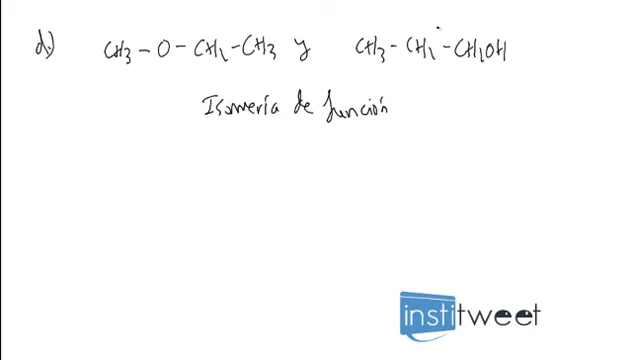 d.) CH3 - O - CH2 - CH3 y CH3 - CH2 - CH2OH
Isomería de función
institweet